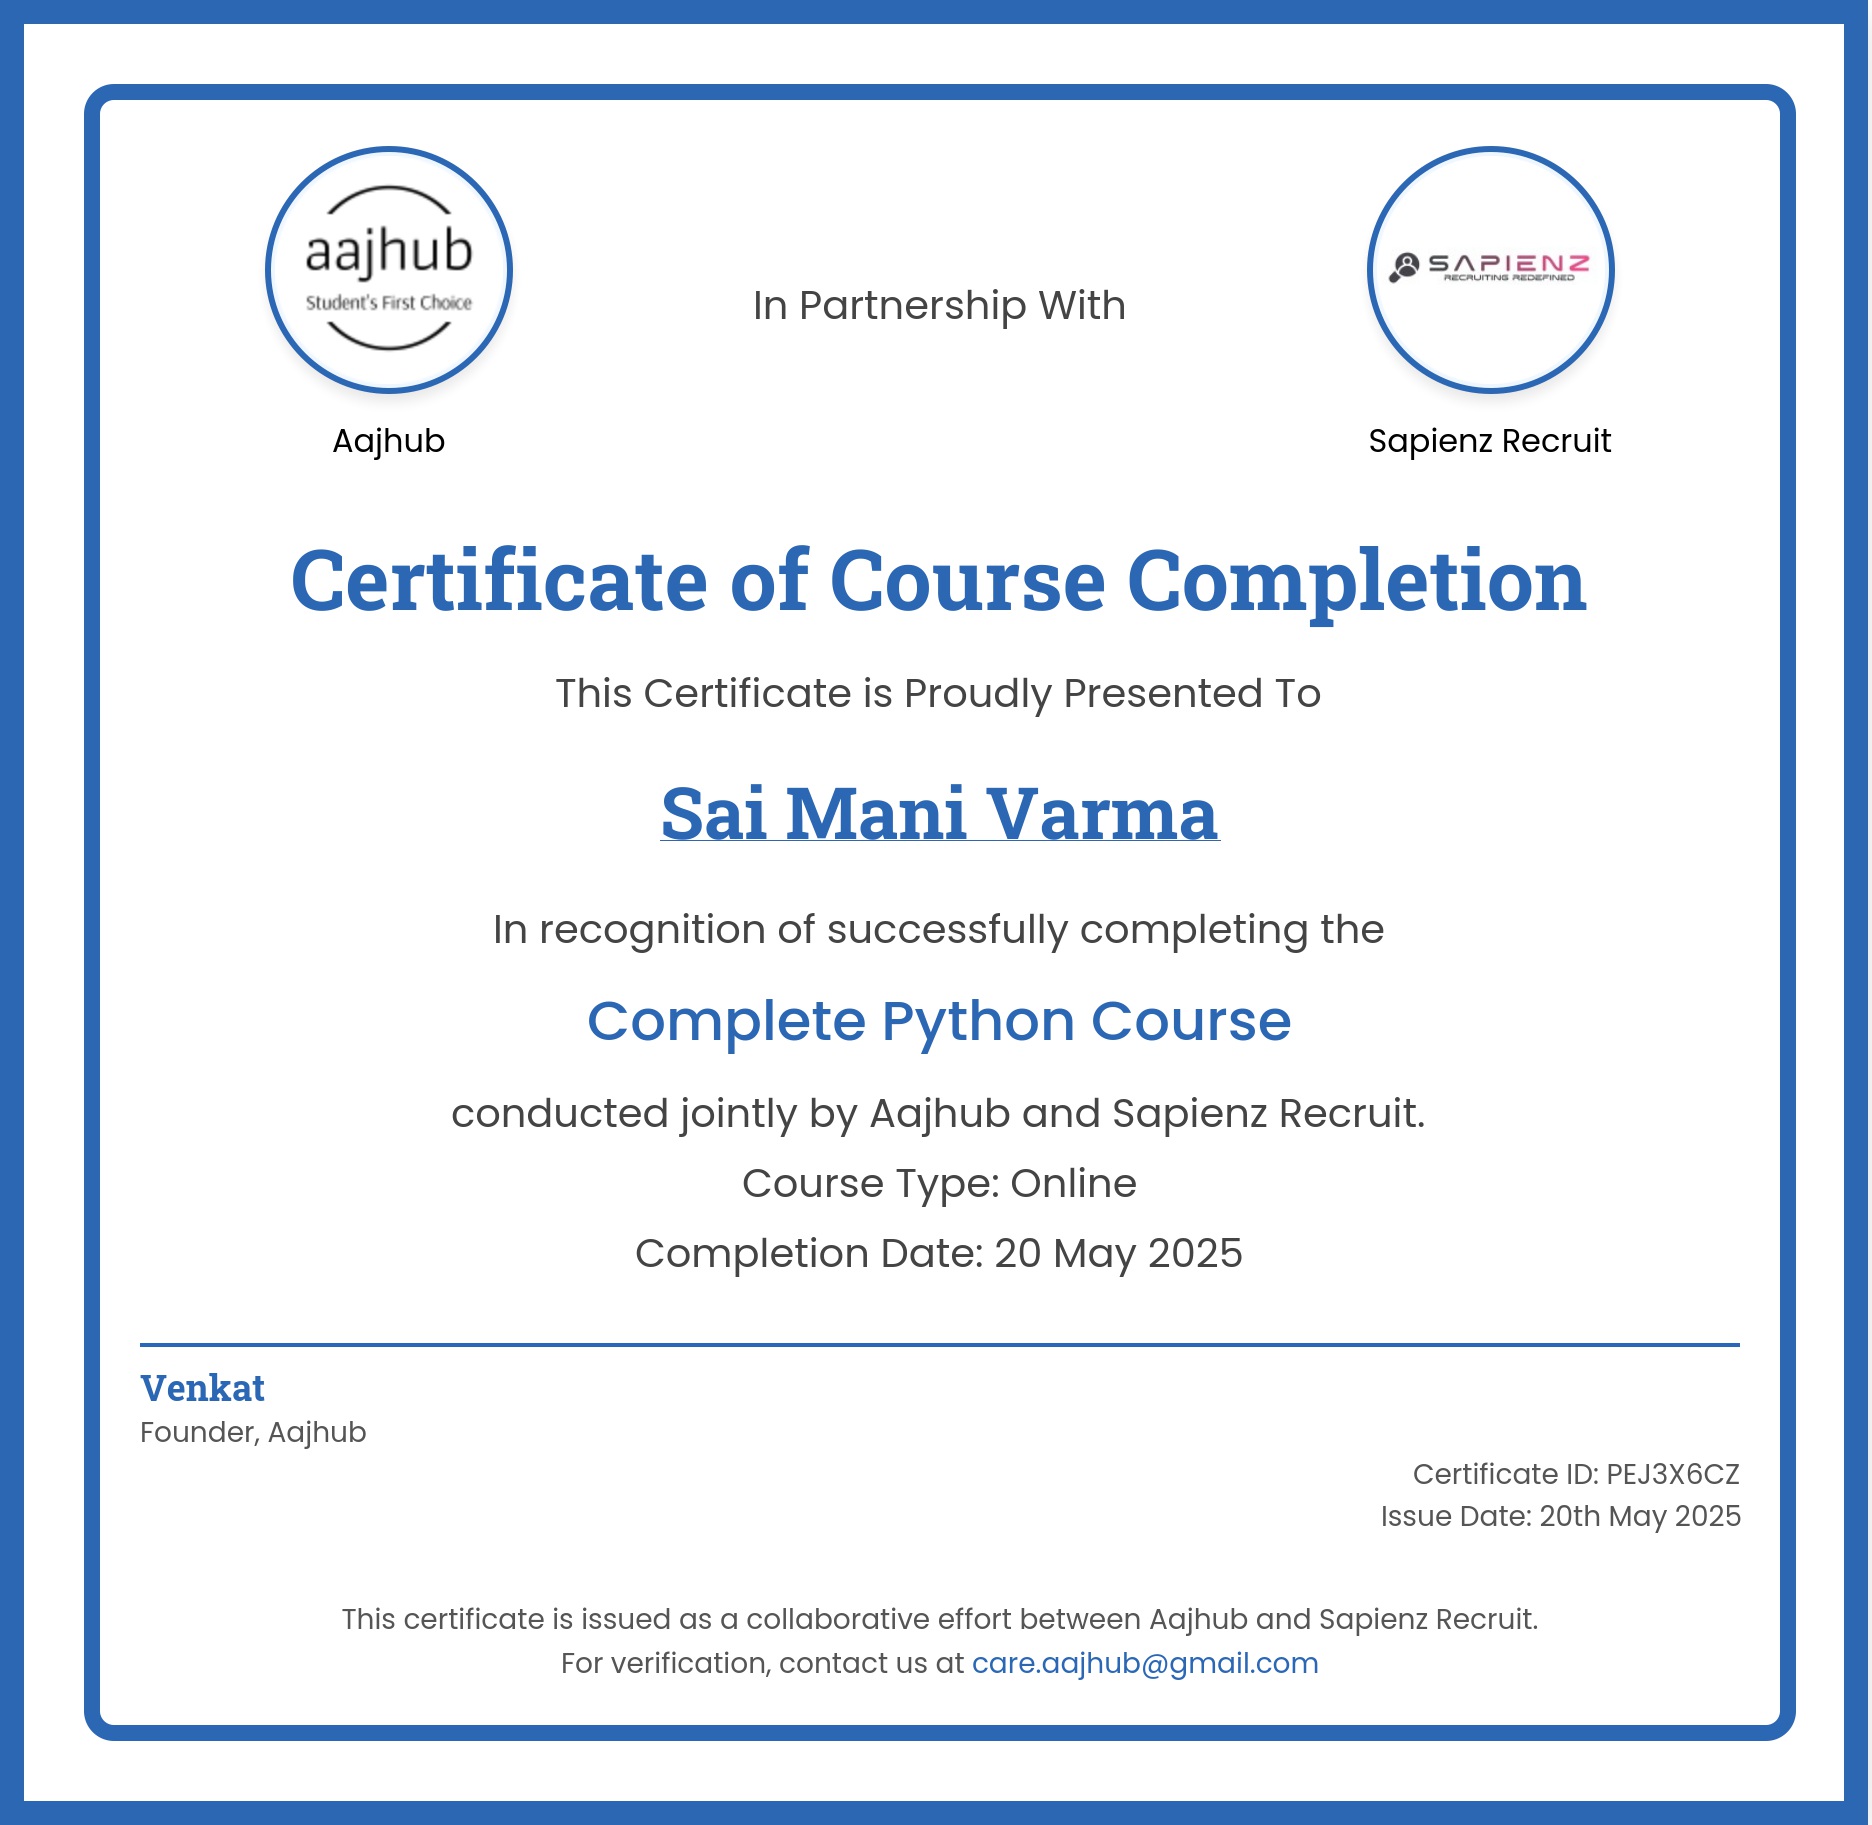 aajhub
Student's First Choice
Aajhub
In Partnership With
SAPIENZ
RECRUITING REDEFINED
Sapienz Recruit
Certificate of Course Completion
This Certificate is Proudly Presented To
Sai Mani Varma
In recognition of successfully completing the
Complete Python Course
conducted jointly by Aajhub and Sapienz Recruit.
Course Type: Online
Completion Date: 20 May 2025
Venkat
Founder, Aajhub
Certificate ID: PEJ3X6CZ
Issue Date: 20th May 2025
This certificate is issued as a collaborative effort between Aajhub and Sapienz Recruit.
For verification, contact us at care.aajhub@gmail.com